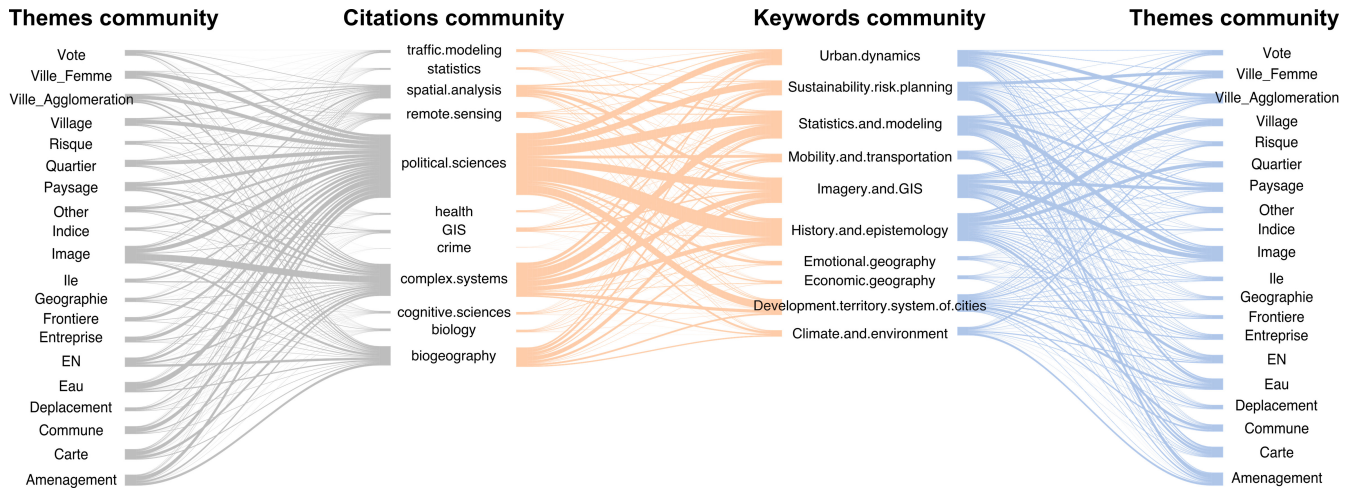 Themes community
Citations community
Keywords community
Themes community
Vote
Ville_Femme
Ville_Agglomeration
Village
Risque
Quartier
Paysage
Other
Indice
Image
Ile
Geographie
Frontiere
Entreprise
EN
Eau
Deplacement
Commune
Carte
Amenagement
traffic.modeling
statistics
spatial.analysis
remote.sensing
political.sciences
health
GIS
crime
complex.systems
cognitive.sciences
biology
biogeography
Urban.dynamics
Sustainability.risk.planning
Statistics.and.modeling
Mobility.and.transportation
Imagery.and.GIS
History.and.epistemology
Emotional.geography
Economic.geography
Development.territory.system.of.cities
Climate.and.environment
Vote
Ville_Femme
Ville_Agglomeration
Village
Risque
Quartier
Paysage
Other
Indice
Image
Ile
Geographie
Frontiere
Entreprise
EN
Eau
Deplacement
Commune
Carte
Amenagement